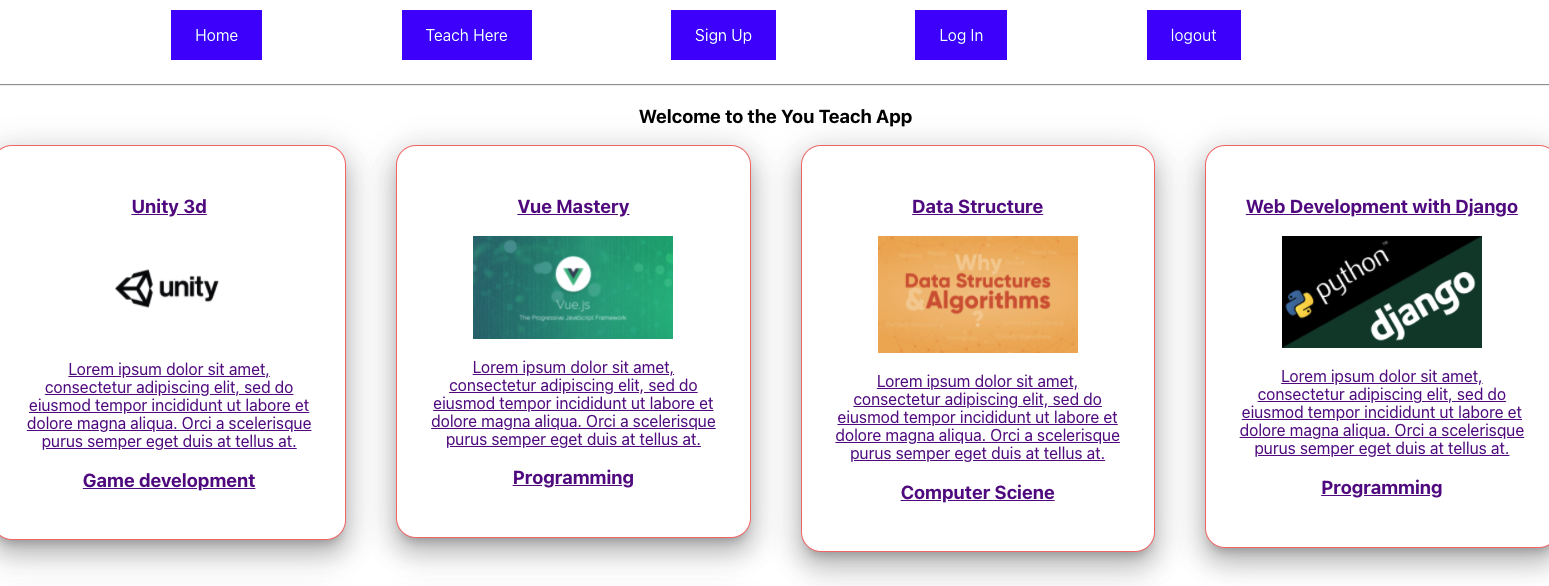 Home
Teach Here
Sign Up
Log In
logout
Welcome to the You Teach App
Unity 3d
unity
Lorem ipsum dolor sit amet,
consectetur adipiscing elit, sed do
eiusmod tempor incididunt ut labore et
dolore magna aliqua. Orci a scelerisque
purus semper eget duis at tellus at.
Game development
Vue Mastery
Vue.js
The Progressive JavaScript Framework
Lorem ipsum dolor sit amet,
consectetur adipiscing elit, sed do
eiusmod tempor incididunt ut labore et
dolore magna aliqua. Orci a scelerisque
purus semper eget duis at tellus at.
Programming
Data Structure
Why
Data Structures
&Algorithms
?
Lorem ipsum dolor sit amet,
consectetur adipiscing elit, sed do
eiusmod tempor incididunt ut labore et
dolore magna aliqua. Orci a scelerisque
purus semper eget duis at tellus at.
Computer Sciene
Web Development with Django
python
django
Lorem ipsum dolor sit amet,
consectetur adipiscing elit, sed do
eiusmod tempor incididunt ut labore et
dolore magna aliqua. Orci a scelerisque
purus semper eget duis at tellus at.
Programming